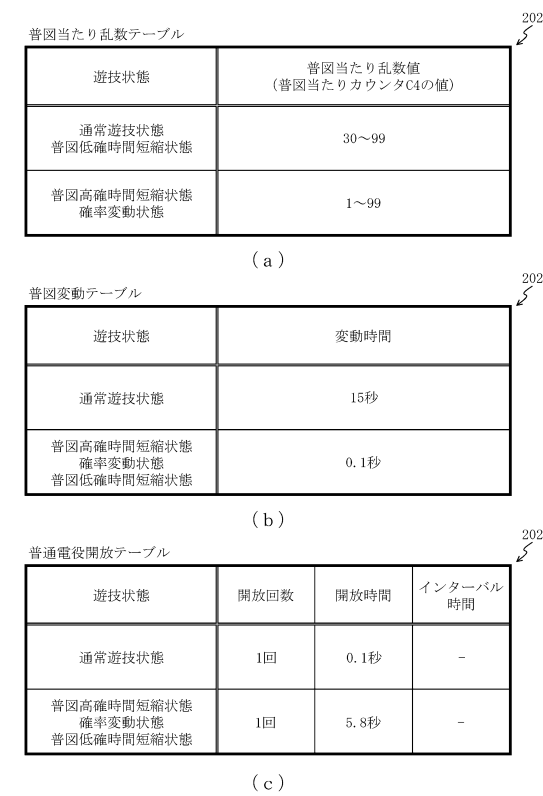 202
普図当たり乱数テーブル
遊技状態
普図当たり乱数値
(普図当たりカウンタC4の値)
通常遊技状態
普図低確時間短縮状態
30～99
普図高確時間短縮状態
確率変動状態
1～99
(a)
202
普図変動テーブル
遊技状態
変動時間
通常遊技状態
15秒
普図高確時間短縮状態
確率変動状態
普図低確時間短縮状態
0.1秒
(b)
202
普通電役開放テーブル
遊技状態
開放回数
開放時間
インターバル
時間
通常遊技状態
1回
0.1秒
－
普図高確時間短縮状態
確率変動状態
普図低確時間短縮状態
1回
5.8秒
－
(c)